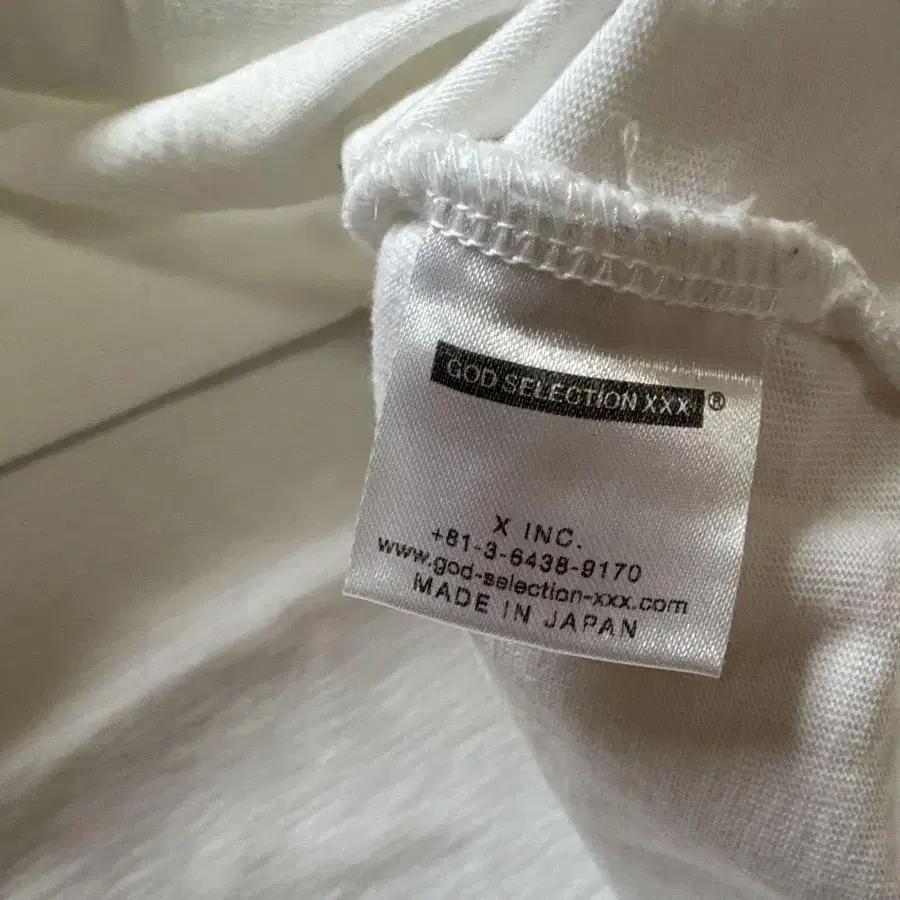 GOD SELECTION XXX ®
X INC.
+81-3-6438-9170
www.god-selection-xxx.com
MADE IN JAPAN